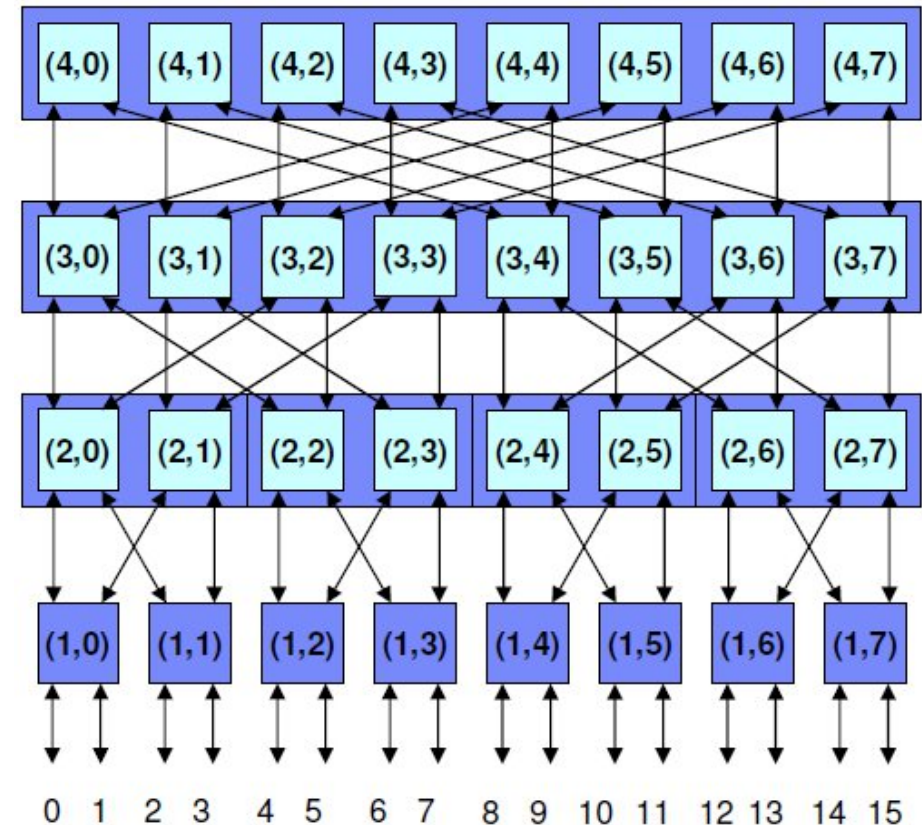 (4,0) (4,1) (4,2) (4,3) (4,4) (4,5) (4,6) (4,7)
(3,0) (3,1) (3,2) (3,3) (3,4) (3,5) (3,6) (3,7)
(2,0) (2,1) (2,2) (2,3) (2,4) (2,5) (2,6) (2,7)
(1,0) (1,1) (1,2) (1,3) (1,4) (1,5) (1,6) (1,7)
0 1 2 3 4 5 6 7 8 9 10 11 12 13 14 15